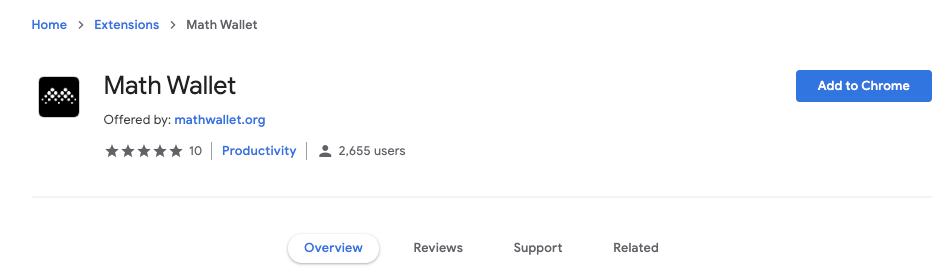 Home > Extensions > Math Wallet
Math Wallet
Add to Chrome
Offered by: mathwallet.org
★★★★★ 10 | Productivity | 2,655 users
Overview Reviews Support Related